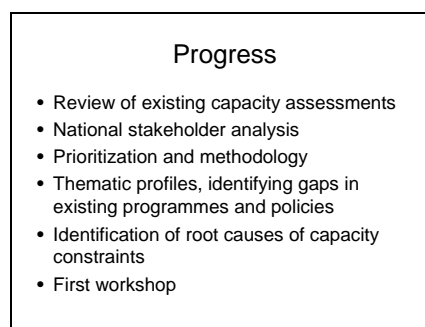 Progress
• Review of existing capacity assessments
• National stakeholder analysis
• Prioritization and methodology
• Thematic profiles, identifying gaps in
existing programmes and policies
• Identification of root causes of capacity
constraints
• First workshop